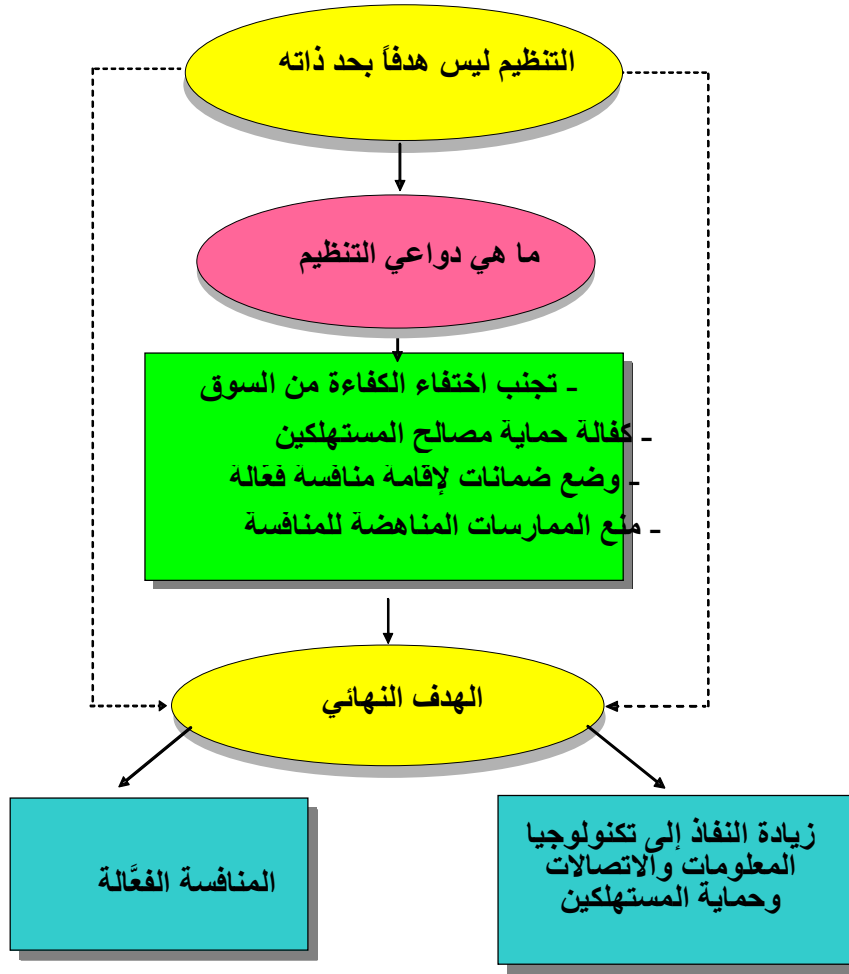 التنظيم ليس هدفاً بحد ذاته
ما هي دواعي التنظيم
- تجنب اختفاء الكفاءة من السوق
- كفالة حماية مصالح المستهلكين
- وضع ضمانات لإقامة منافسة فعّالة
- منع الممارسات المناهضة للمنافسة
الهدف النهائي
زيادة النفاذ إلى تكنولوجيا
المعلومات والاتصالات
وحماية المستهلكين
المنافسة الفعَّالة